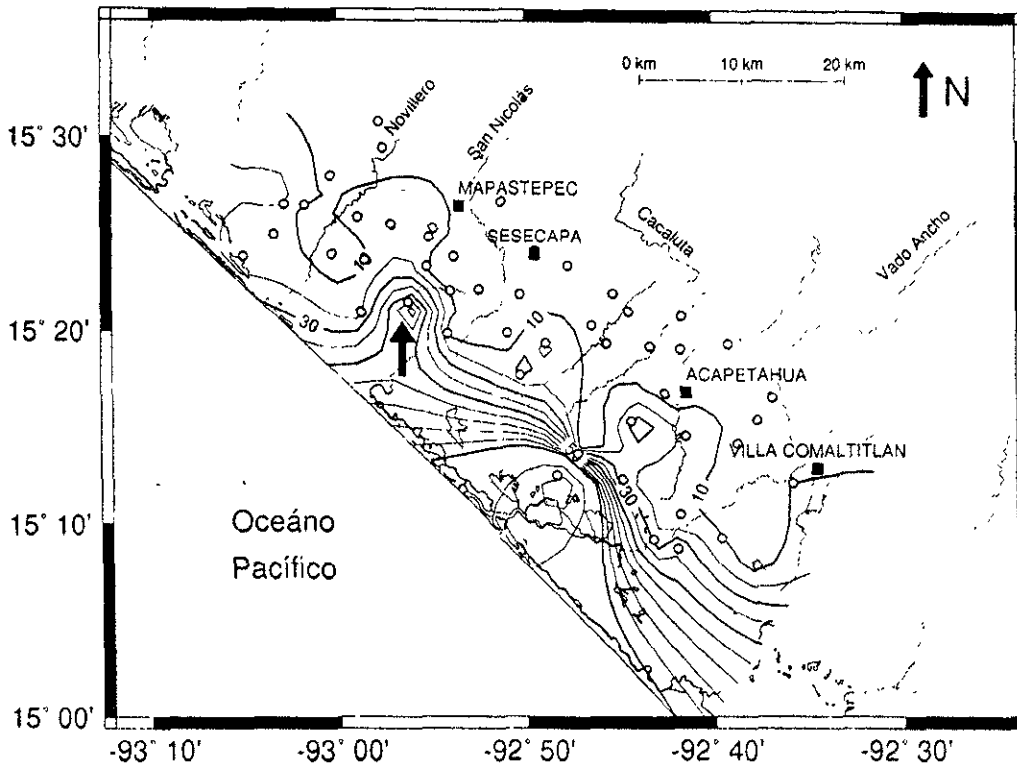 0 km 10 km 20 km
N
Novillero
San Nicolás
15° 30'
MAPASTEPEC
SESECAPA
Cacaluta
Vado Ancho
10
30
15° 20'
10
ACAPETAHUA
VILLA COMALTITLAN
30
10
15° 10'
Oceáno
Pacífico
15° 00'
-93° 10' -93° 00' -92° 50' -92° 40' -92° 30'